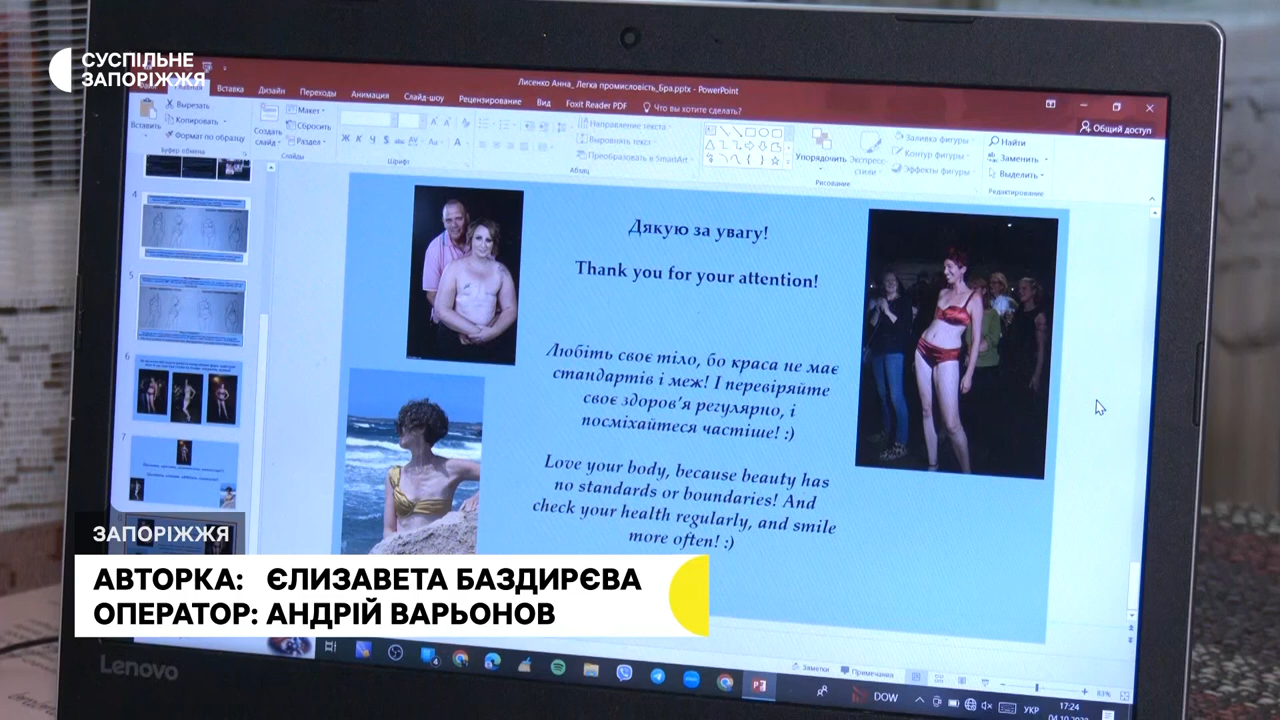 СУСПІЛЬНЕ
ЗАПОРІЖЖЯ
Лисенко Анна_ Легка промисловість_Бра.pptx - PowerPoint
Главная
Вставка
Дизайн
Переходы
Анимация
Слайд-шоу
Рецензирование
Вид
Foxit Reader PDF
Что вы хотите сделать?
Общий доступ
Вставить
Вырезать
Копировать
Формат по образцу
Буфер обмена
Создать
слайд
Макет
Сбросить
Раздел
Слайды
Шрифт
Направление текста
Выровнять текст
Преобразовать в SmartArt
Абзац
Упорядочить
Экспресс-
стили
Заливка фигуры
Контур фигуры
Эффекты фигуры
Рисование
Найти
Заменить
Выделить
Редактирование
4
5
6
7
Дякую за увагу!
Thank you for your attention!
Любіть своє тіло, бо краса не має
стандартів і меж! І перевіряйте
своє здоров'я регулярно, і
посміхайтеся частіше! :)
Love your body, because beauty has
no standards or boundaries! And
check your health regularly, and smile
more often! :)
ЗАПОРІЖЖЯ
АВТОРКА: ЄЛИЗАВЕТА БАЗДИРЄВА
ОПЕРАТОР: АНДРІЙ ВАРЬОНОВ
Заметки
Примечания
83%
DOW
УКР
17:24
Lenovo